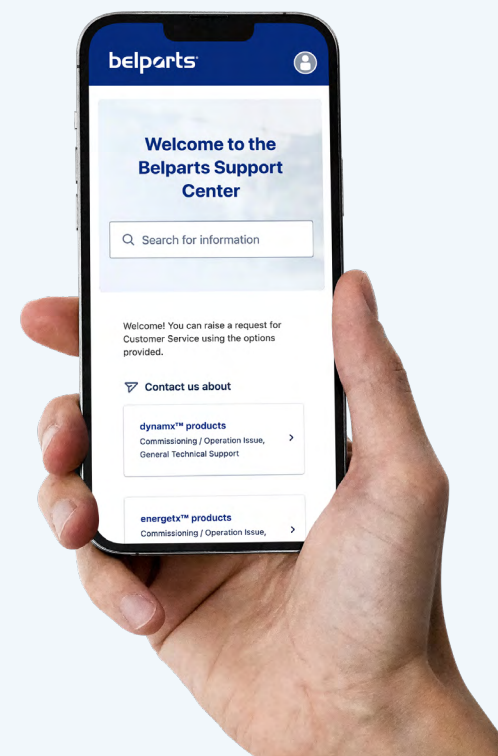 belparts
Welcome to the
Belparts Support
Center
Search for information
Welcome! You can raise a request for
Customer Service using the options
provided.
Contact us about
dynamx™ products
Commissioning / Operation Issue,
General Technical Support
energetx™ products
Commissioning / Operation Issue,